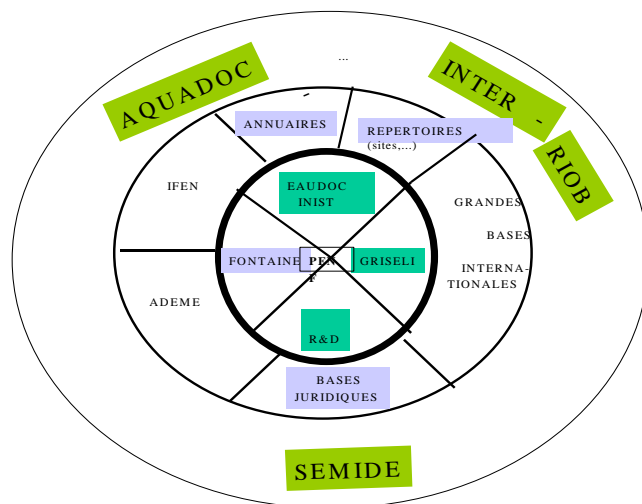 ...
AQUADOC
INTER -
RIOB
-
ANNUAIRES
REPERTOIRES
(sites,...)
IFEN
EAUDOC
INIST
GRANDES
BASES
INTERNA-
TIONALES
FONTAINE
PEN
F
GRISELI
ADEME
R&D
BASES
JURIDIQUES
SEMIDE